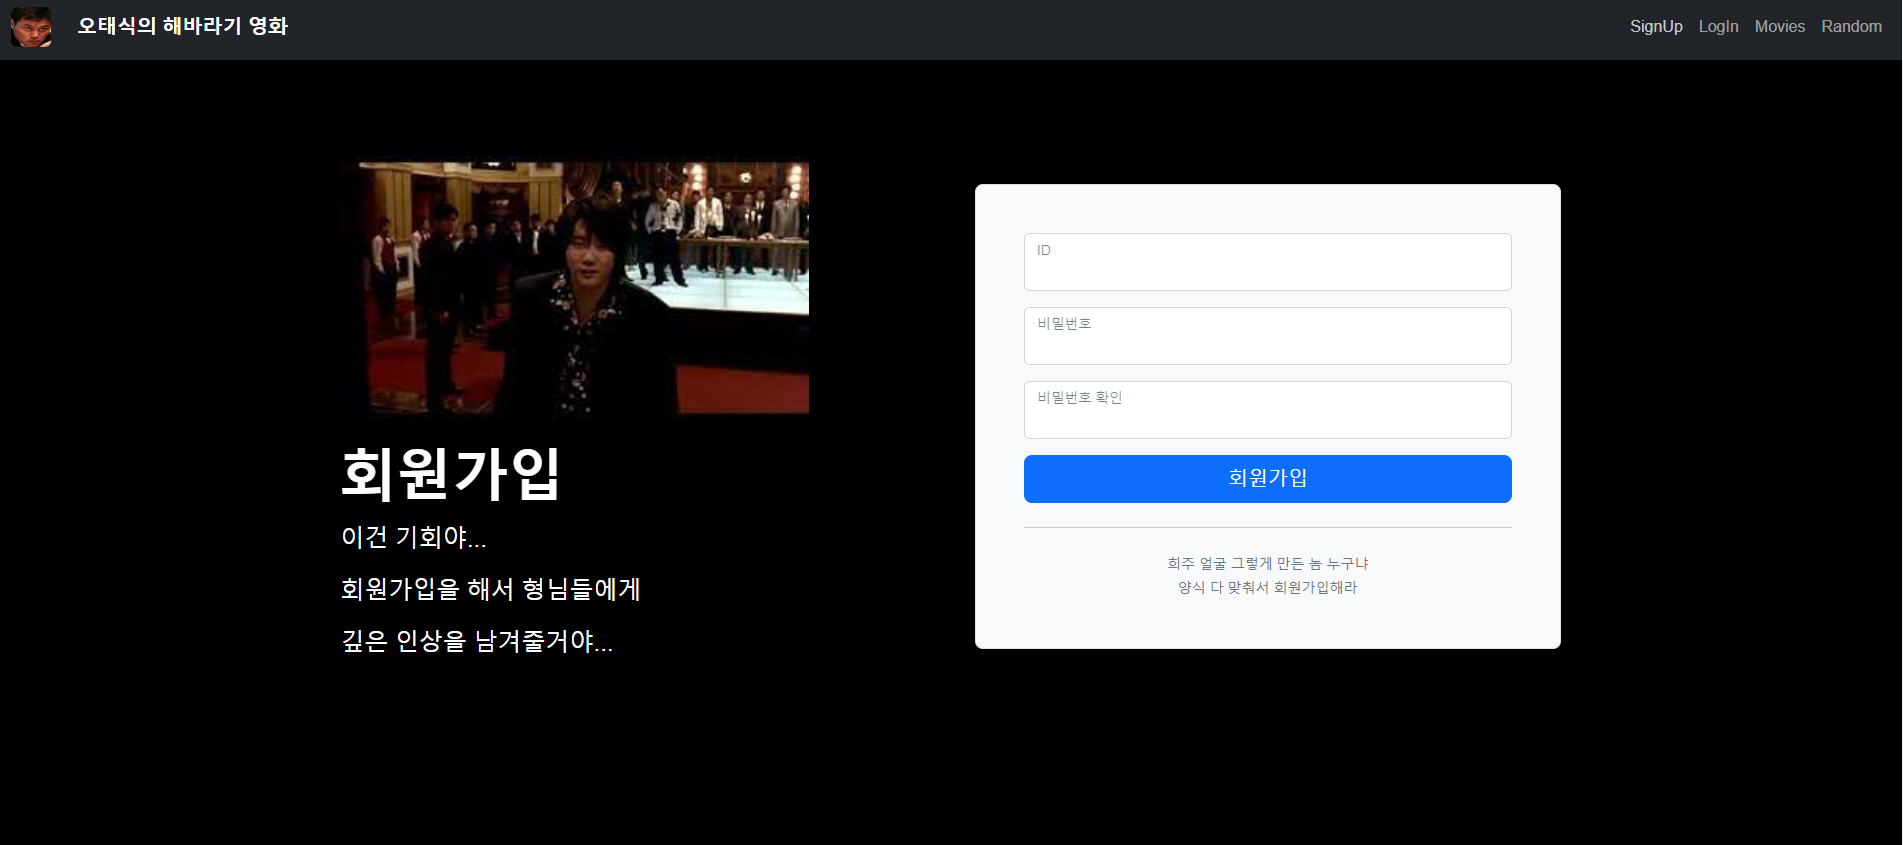 오태식의 해바라기 영화
SignUp LogIn Movies Random
회원가입
이건 기회야...
회원가입을 해서 형님들에게
깊은 인상을 남겨줄거야...
ID
비밀번호
비밀번호 확인
회원가입
희주 얼굴 그렇게 만든 놈 누구냐
양식 다 맞춰서 회원가입해라